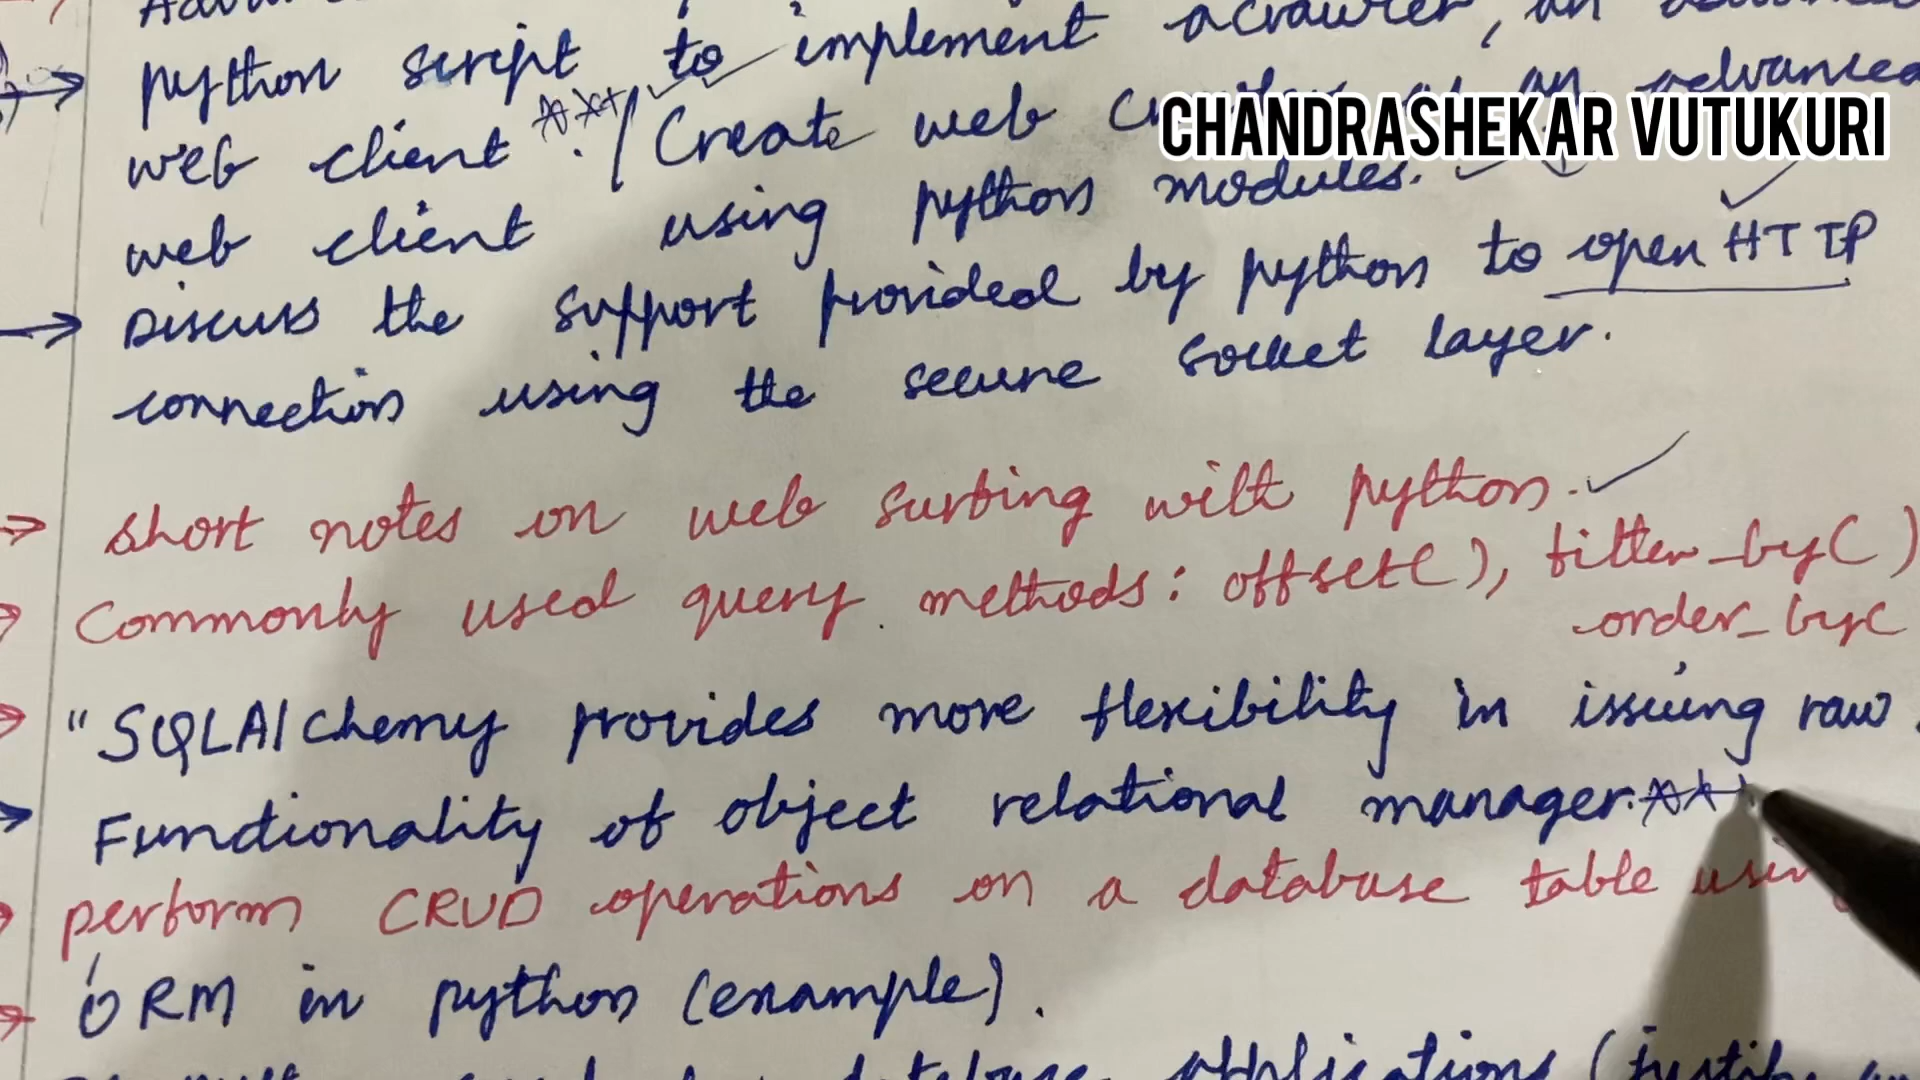 python script to implement a crawler, an advanced
web client. / Create web crawler as an advanced
CHANDRASHEKAR VUTUKURI
web client using python modules.
Discuss the support provided by python to open HTTP
connection using the secure socket layer.
short notes on web surfing with python.
Commonly used query methods: offset( ), filter_by( )
order_by(
"SQLAlchemy provides more flexibility in issuing raw
Functionality of object relational manager.
perform CRUD operations on a database table
ORM in python (example).
database applications (